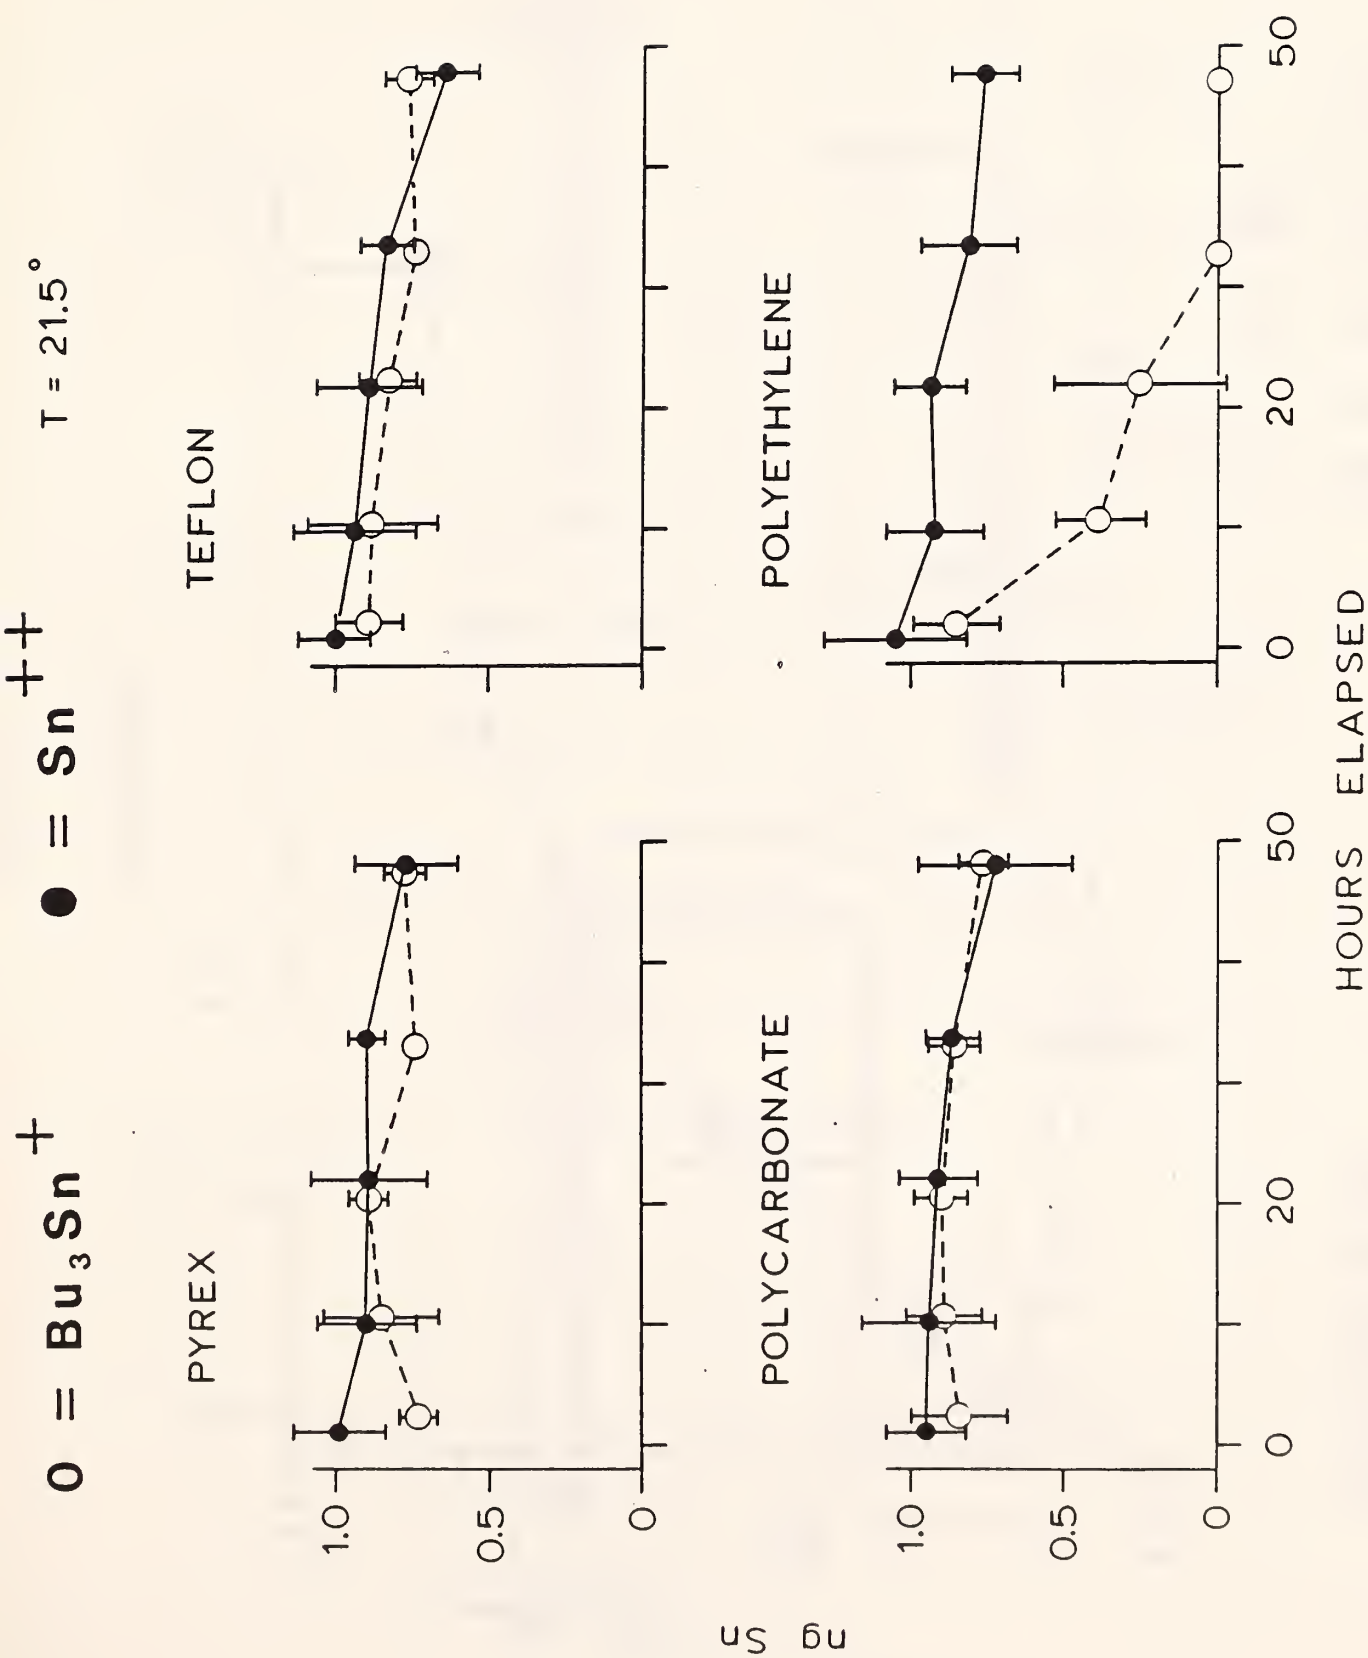 O = Bu₃Sn⁺ ● = Sn⁺⁺ T = 21.5°
PYREX
TEFLON
1.0
0.5
0
POLYCARBONATE
POLYETHYLENE
1.0
0.5
0
0 20 50
0 20 50
HOURS ELAPSED
ng Sn